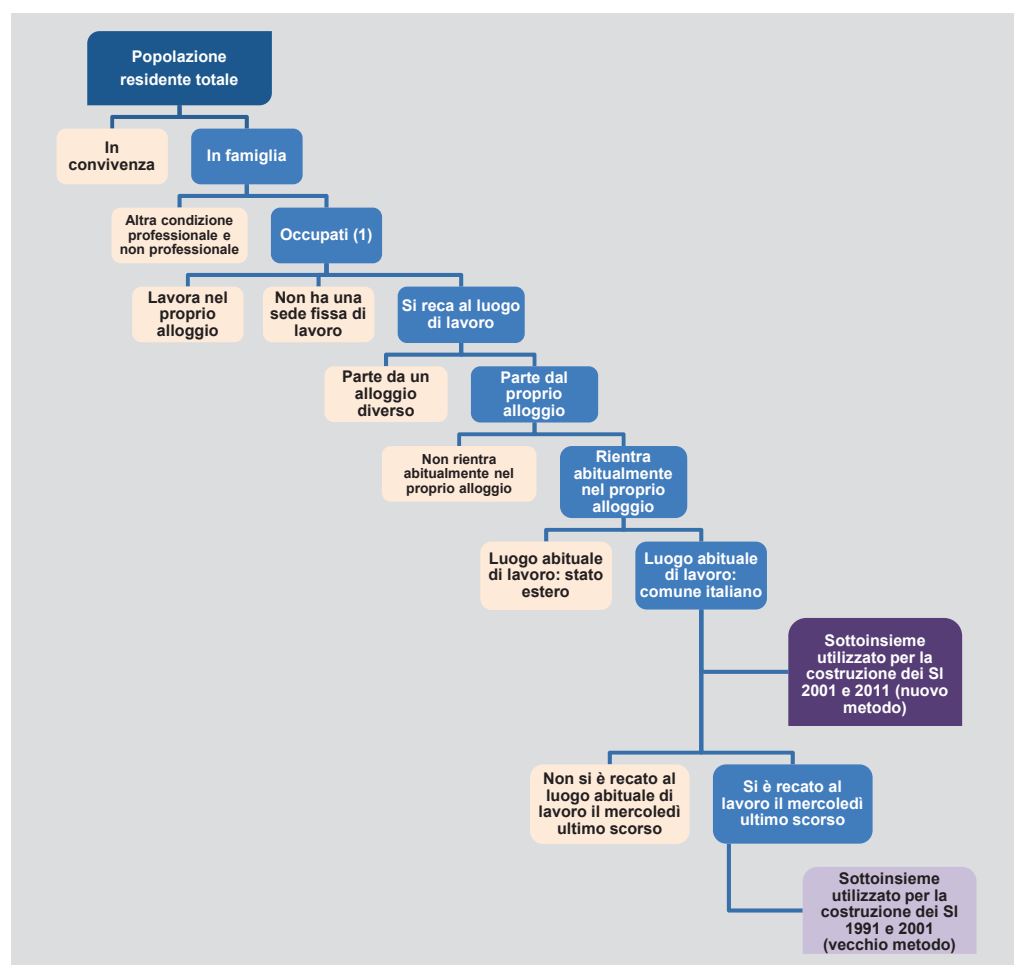 Popolazione
residente totale
In
convivenza
In famiglia
Altra condizione
professionale e
non professionale
Occupati (1)
Lavora nel
proprio
alloggio
Non ha una
sede fissa di
lavoro
Si reca al luogo
di lavoro
Parte da un
alloggio
diverso
Parte dal
proprio
alloggio
Non rientra
abitualmente nel
proprio alloggio
Rientra
abitualmente
nel proprio
alloggio
Luogo abituale
di lavoro: stato
estero
Luogo abituale
di lavoro:
comune italiano
Sottoinsieme
utilizzato per la
costruzione dei SI
2001 e 2011 (nuovo
metodo)
Non si è recato al
luogo abituale di
lavoro il mercoledì
ultimo scorso
Si è recato al
lavoro il mercoledì
ultimo scorso
Sottoinsieme
utilizzato per la
costruzione dei SI
1991 e 2001
(vecchio metodo)